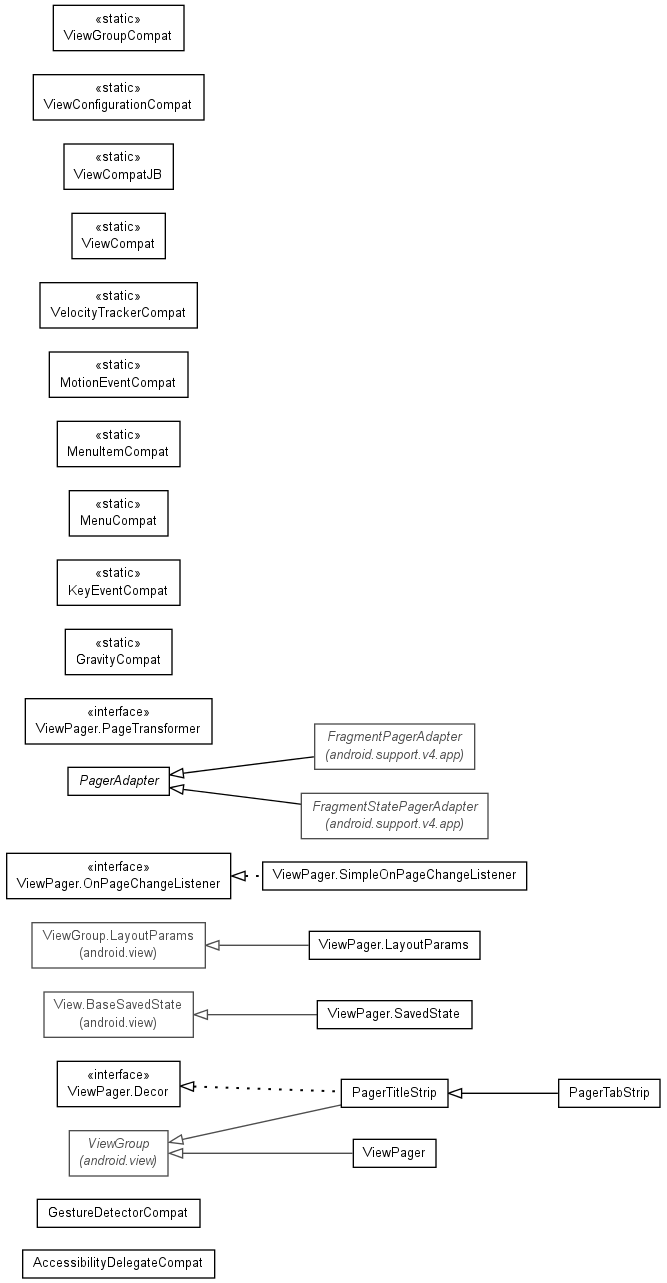 «static»
ViewGroupCompat
«static»
ViewConfigurationCompat
«static»
ViewCompatJB
«static»
ViewCompat
«static»
VelocityTrackerCompat
«static»
MotionEventCompat
«static»
MenuItemCompat
«static»
MenuCompat
«static»
KeyEventCompat
«static»
GravityCompat
«interface»
ViewPager.PageTransformer
FragmentPagerAdapter
(android.support.v4.app)
PagerAdapter
FragmentStatePagerAdapter
(android.support.v4.app)
«interface»
ViewPager.OnPageChangeListener
ViewPager.SimpleOnPageChangeListener
ViewGroup.LayoutParams
(android.view)
ViewPager.LayoutParams
View.BaseSavedState
(android.view)
ViewPager.SavedState
«interface»
ViewPager.Decor
PagerTitleStrip
PagerTabStrip
ViewGroup
(android.view)
ViewPager
GestureDetectorCompat
AccessibilityDelegateCompat